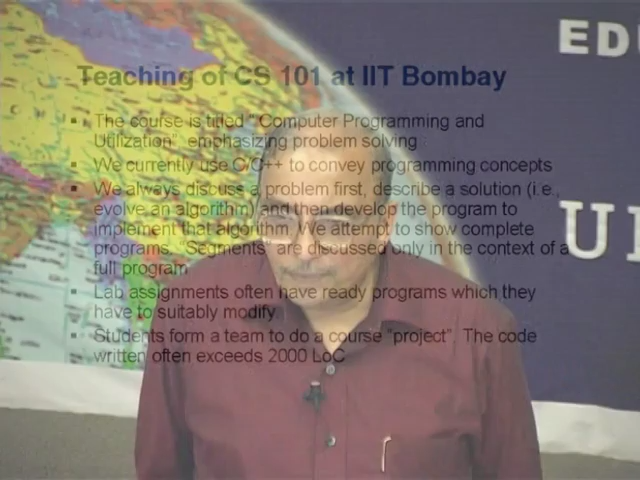 EDU
Teaching of CS 101 at IIT Bombay
The course is titled " Computer Programming and
Utilization" emphasizing problem solving
We currently use C/C++ to convey programming concepts
We always discuss a problem first, describe a solution (i.e.,
evolve an algorithm) and then develop the program to
implement that algorithm. We attempt to show complete
programs. "Segments" are discussed only in the context of a
full program
Lab assignments often have ready programs which they
have to suitably modify
Students form a team to do a course "project". The code
written often exceeds 2000 LoC